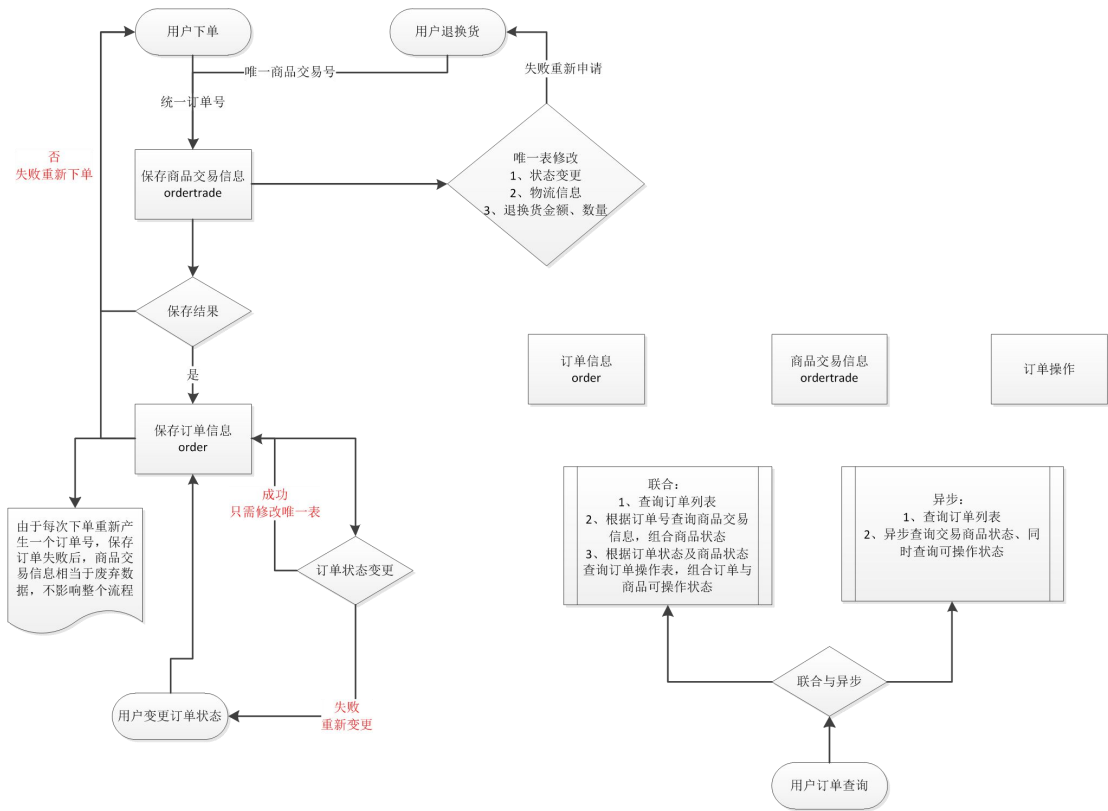 用户下单
用户退换货
唯一商品交易号
失败重新申请
统一订单号
否
失败重新下单
保存商品交易信息
ordertrade
唯一表修改
1、状态变更
2、物流信息
3、退换货金额、数量
保存结果
是
订单信息
order
商品交易信息
ordertrade
订单操作
保存订单信息
order
成功
只需修改唯一表
由于每次下单重新产
生一个订单号，保存
订单失败后，商品交
易信息相当于废弃数
据，不影响整个流程
订单状态变更
联合：
1、查询订单列表
2、根据订单号查询商品交易
信息，组合商品状态
3、根据订单状态及商品状态
查询订单操作表，组合订单与
商品可操作状态
异步：
1、查询订单列表
2、异步查询交易商品状态、同
时查询可操作状态
联合与异步
用户变更订单状态
失败
重新变更
用户订单查询